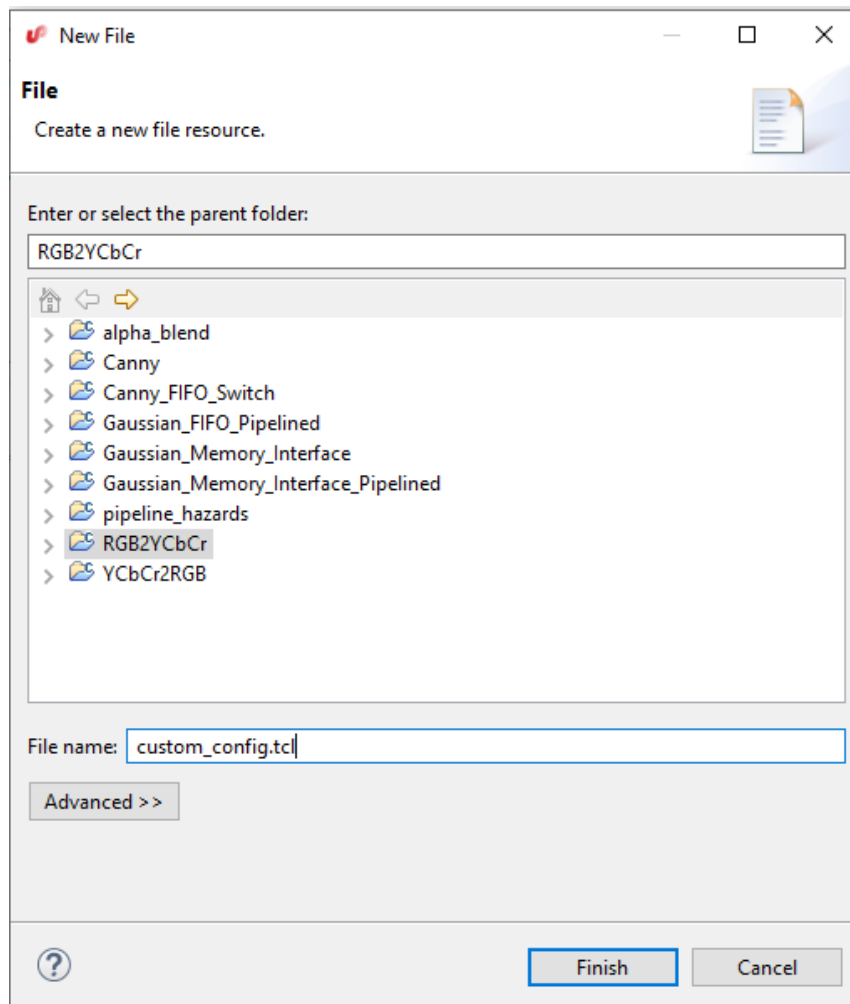 New File
File
Create a new file resource.
Enter or select the parent folder:
RGB2YCbCr
alpha_blend
Canny
Canny_FIFO_Switch
Gaussian_FIFO_Pipelined
Gaussian_Memory_Interface
Gaussian_Memory_Interface_Pipelined
pipeline_hazards
RGB2YCbCr
YCbCr2RGB
File name: custom_config.tcl
Advanced >>
? Finish Cancel